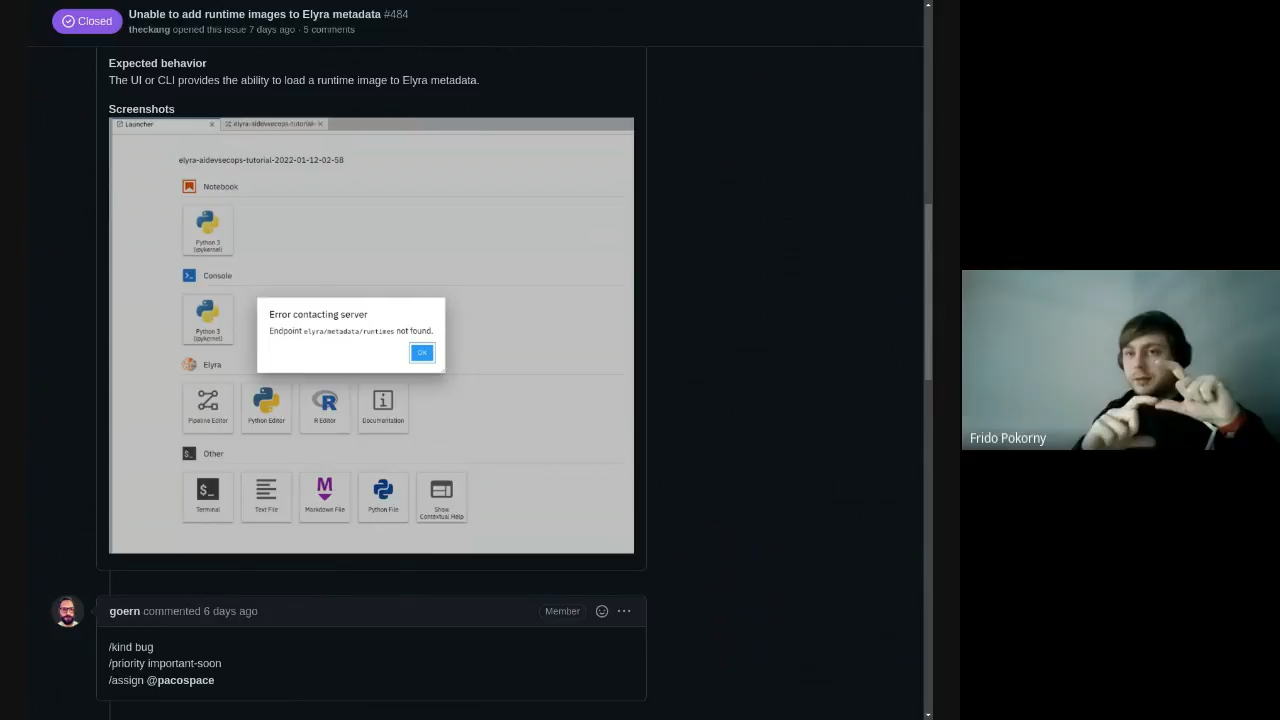 Closed
Unable to add runtime images to Elyra metadata #484
theckang opened this issue 7 days ago · 5 comments
Expected behavior
The UI or CLI provides the ability to load a runtime image to Elyra metadata.
Screenshots
Launcher
elyra-aidevsecops-tutorial-
elyra-aidevsecops-tutorial-2022-01-12-02-58
Notebook
Python 3
(ipykernel)
Console
Python 3
(ipykernel)
Error contacting server
Endpoint elyra/metadata/runtimes not found.
OK
Elyra
Pipeline Editor
Python Editor
R Editor
Documentation
Other
Terminal
Text File
Markdown File
Python File
Show
Contextual Help
goern commented 6 days ago
Member
/kind bug
/priority important-soon
/assign @pacospace
Frido Pokorny